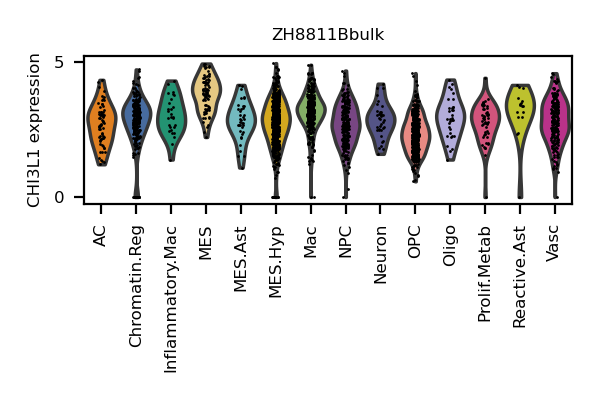 ZH8811Bbulk
CHI3L1 expression
5
0
AC
Chromatin.Reg
Inflammatory.Mac
MES
MES.Ast
MES.Hyp
Mac
NPC
Neuron
OPC
Oligo
Prolif.Metab
Reactive.Ast
Vasc